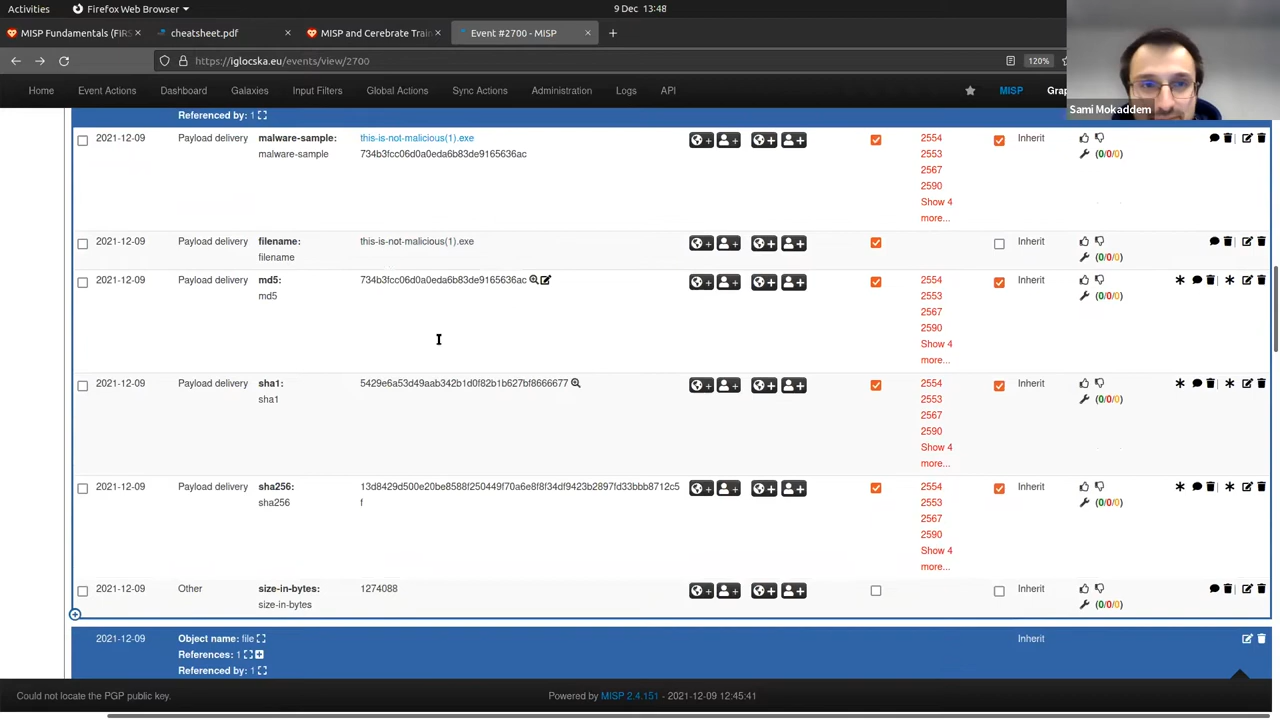 Activities Firefox Web Browser 9 Dec 13:48
MISP Fundamentals (FIRS × cheatsheet.pdf × MISP and Cerebrate Train × Event #2700 - MISP × +
https://iglocska.eu/events/view/2700 120%
Home Event Actions Dashboard Galaxies Input Filters Global Actions Sync Actions Administration Logs API MISP
Sami Mokaddem
Referenced by: 1
2021-12-09 Payload delivery malware-sample: this-is-not-malicious(1).exe 2554 Inherit
malware-sample 734b3fcc06d0a0eda6b83de9165636ac 2553 (0/0/0)
2567
2590
Show 4
more...
2021-12-09 Payload delivery filename: this-is-not-malicious(1).exe Inherit
filename (0/0/0)
2021-12-09 Payload delivery md5: 734b3fcc06d0a0eda6b83de9165636ac 2554 Inherit
md5 2553 (0/0/0)
2567
2590
Show 4
more...
2021-12-09 Payload delivery sha1: 5429e6a53d49aab342b1d0f82b1b627bf8666677 2554 Inherit
sha1 2553 (0/0/0)
2567
2590
Show 4
more...
2021-12-09 Payload delivery sha256: 13d8429d500e20be8588f250449f70a6e8f8f34df9423b2897fd33bbb8712c5 2554 Inherit
sha256 f 2553 (0/0/0)
2567
2590
Show 4
more...
2021-12-09 Other size-in-bytes: 1274088 Inherit
size-in-bytes (0/0/0)
2021-12-09 Object name: file Inherit
References: 1
Referenced by: 1
Could not locate the PGP public key. Powered by MISP 2.4.151 - 2021-12-09 12:45:41